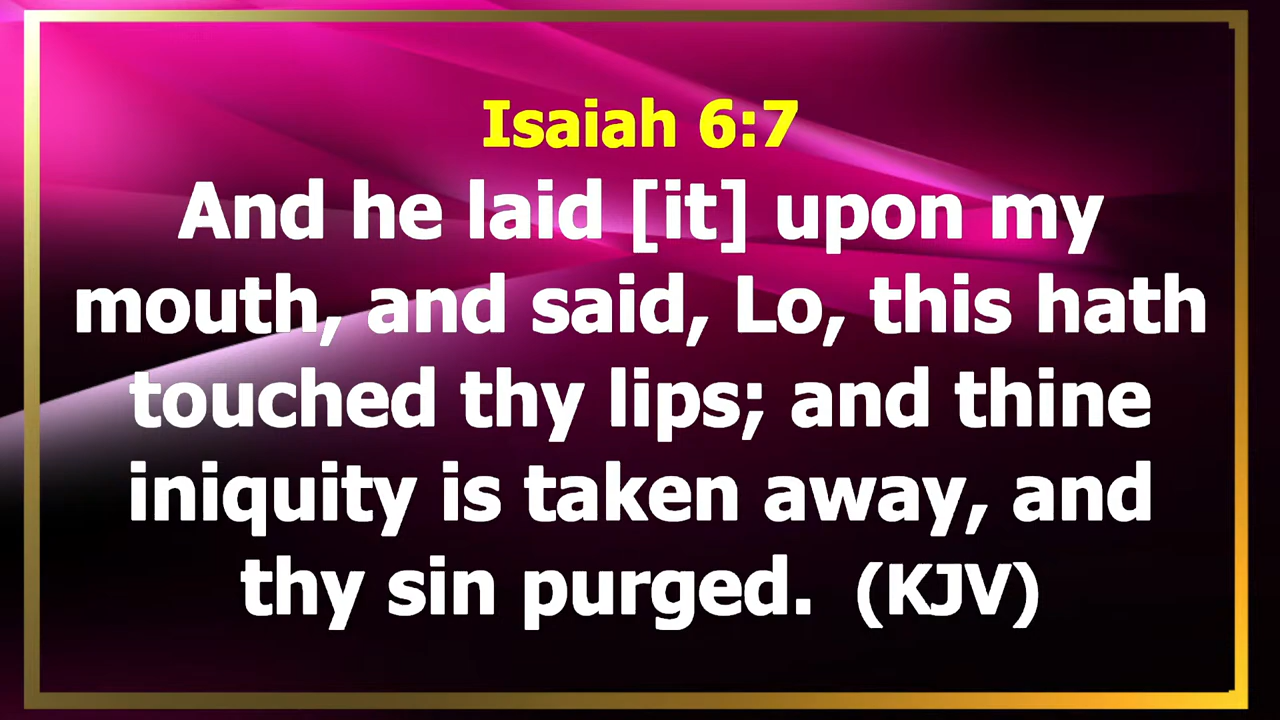 Isaiah 6:7
And he laid [it] upon my
mouth, and said, Lo, this hath
touched thy lips; and thine
iniquity is taken away, and
thy sin purged. (KJV)